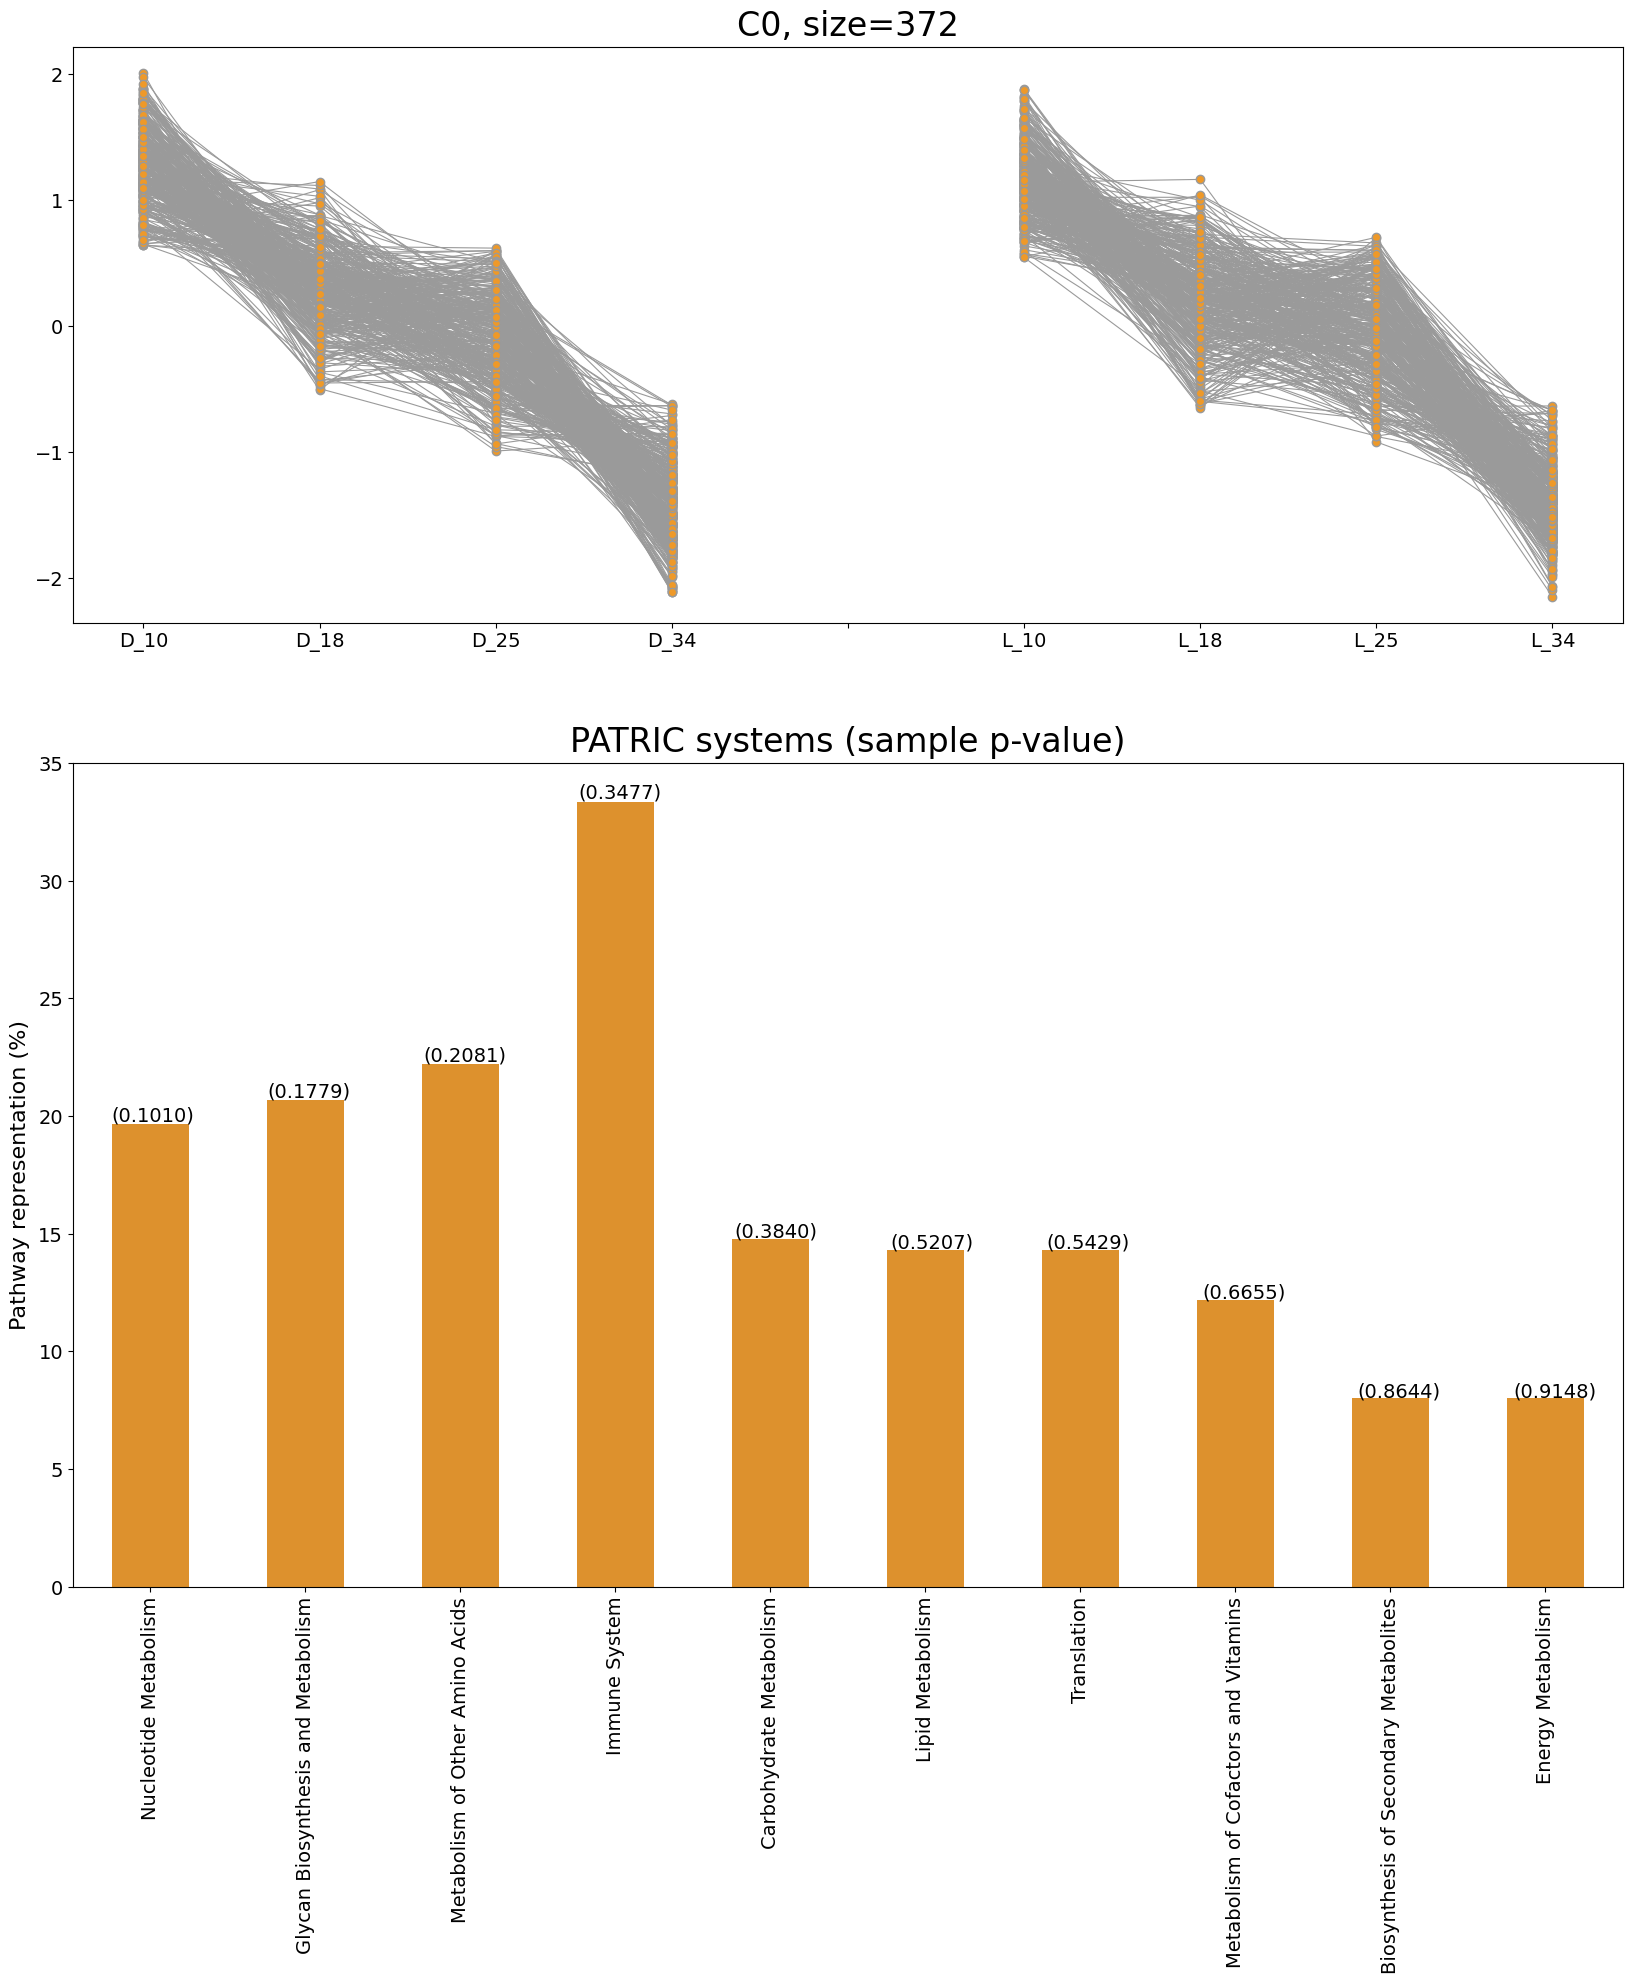 C0, size=372
2
1
0
−1
−2
D_10 D_18 D_25 D_34 L_10 L_18 L_25 L_34
PATRIC systems (sample p-value)
Pathway representation (%)
35
30
25
20
15
10
5
0
(0.1010)
(0.1779)
(0.2081)
(0.3477)
(0.3840)
(0.5207)
(0.5429)
(0.6655)
(0.8644)
(0.9148)
Nucleotide Metabolism
Glycan Biosynthesis and Metabolism
Metabolism of Other Amino Acids
Immune System
Carbohydrate Metabolism
Lipid Metabolism
Translation
Metabolism of Cofactors and Vitamins
Biosynthesis of Secondary Metabolites
Energy Metabolism